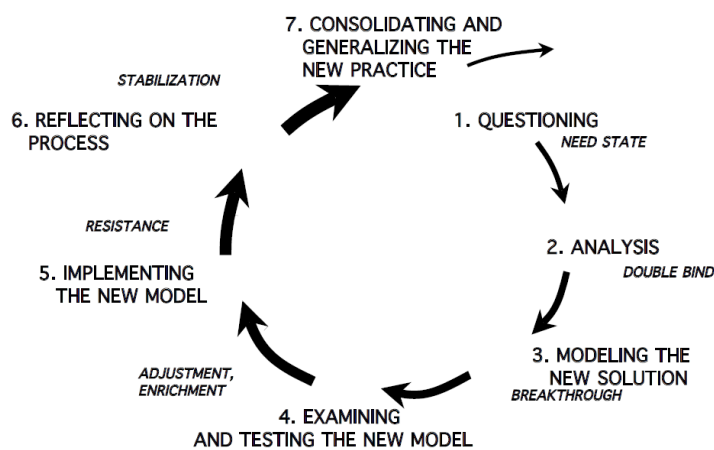 7. CONSOLIDATING AND
GENERALIZING THE
NEW PRACTICE
STABILIZATION
6. REFLECTING ON THE
PROCESS
1. QUESTIONING
NEED STATE
RESISTANCE
2. ANALYSIS
DOUBLE BIND
5. IMPLEMENTING
THE NEW MODEL
3. MODELING THE
NEW SOLUTION
BREAKTHROUGH
ADJUSTMENT,
ENRICHMENT
4. EXAMINING
AND TESTING THE NEW MODEL